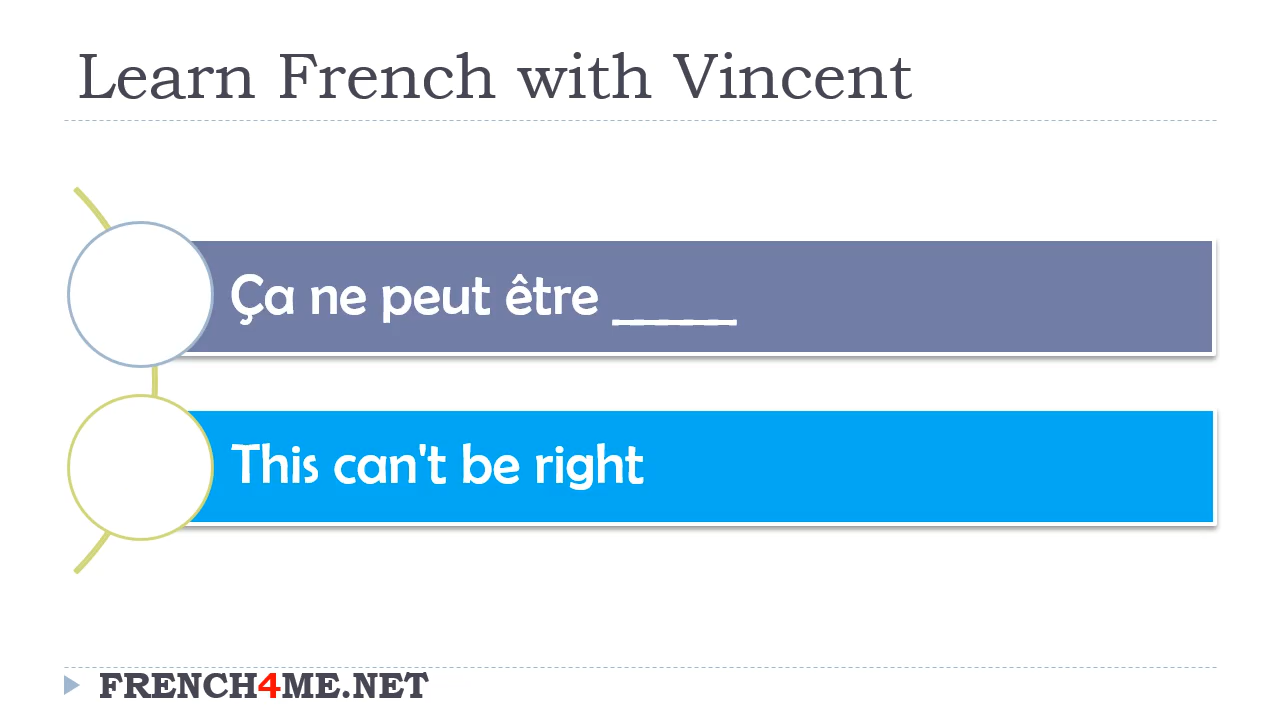 Learn French with Vincent
Ça ne peut être _____
This can't be right
FRENCH4ME.NET